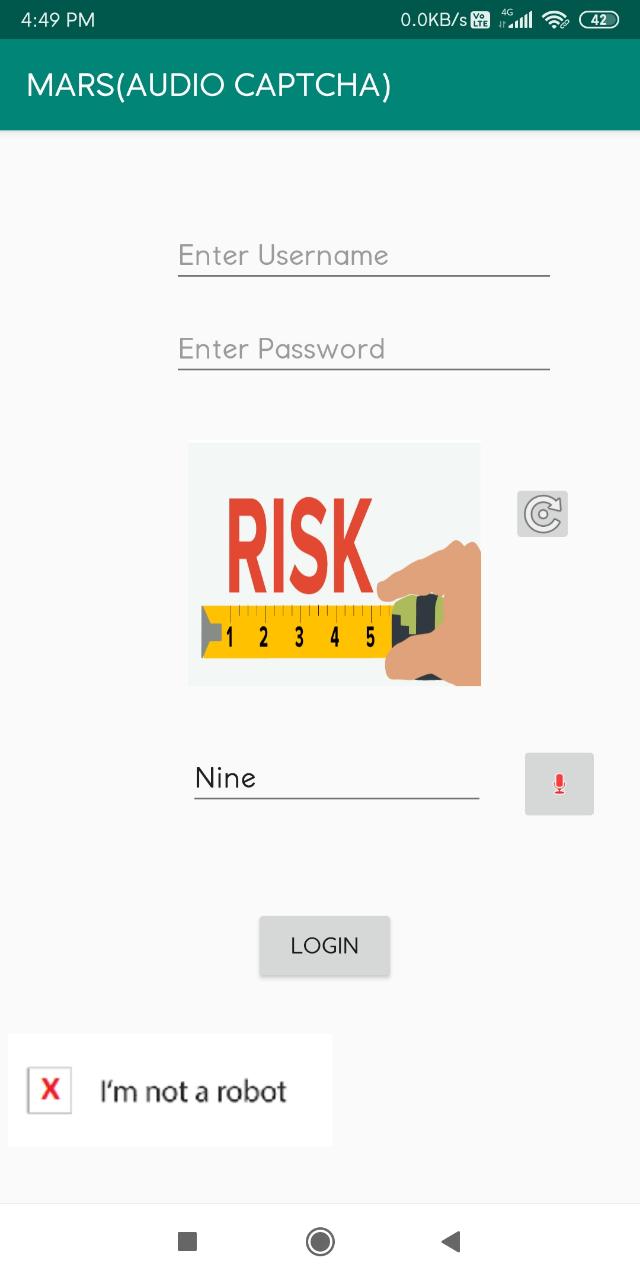 4:49 PM 0.0KB/s Vo LTE 4G 42
MARS(AUDIO CAPTCHA)
Enter Username
Enter Password
RISK
1 2 3 4 5
Nine
LOGIN
X I'm not a robot